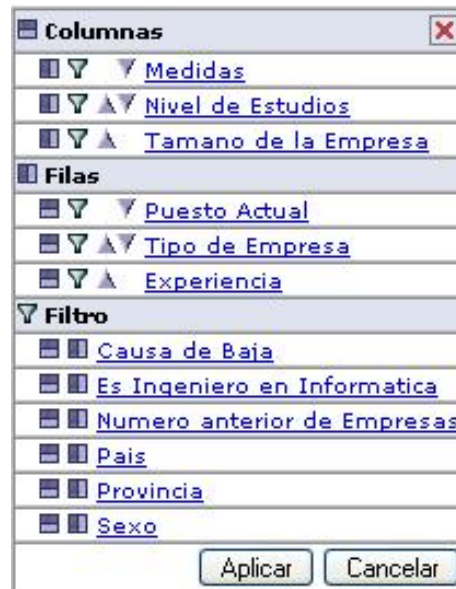 Columnas
Medidas
Nivel de Estudios
Tamano de la Empresa
Filas
Puesto Actual
Tipo de Empresa
Experiencia
Filtro
Causa de Baja
Es Ingeniero en Informatica
Numero anterior de Empresas
Pais
Provincia
Sexo
Aplicar Cancelar